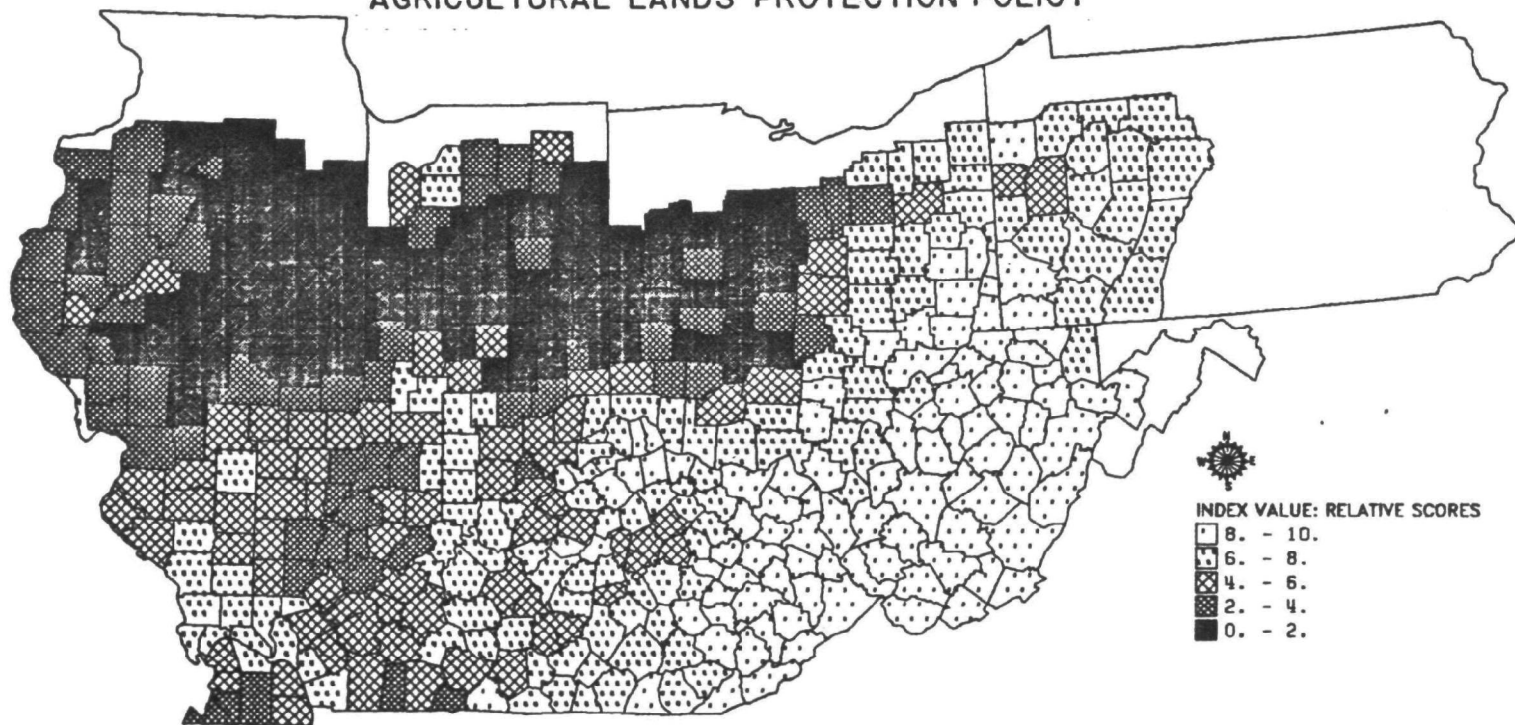 AGRICULTURAL LANDS PROTECTION POLICY
N
W E
S
INDEX VALUE: RELATIVE SCORES
8. - 10.
6. - 8.
4. - 6.
2. - 4.
0. - 2.